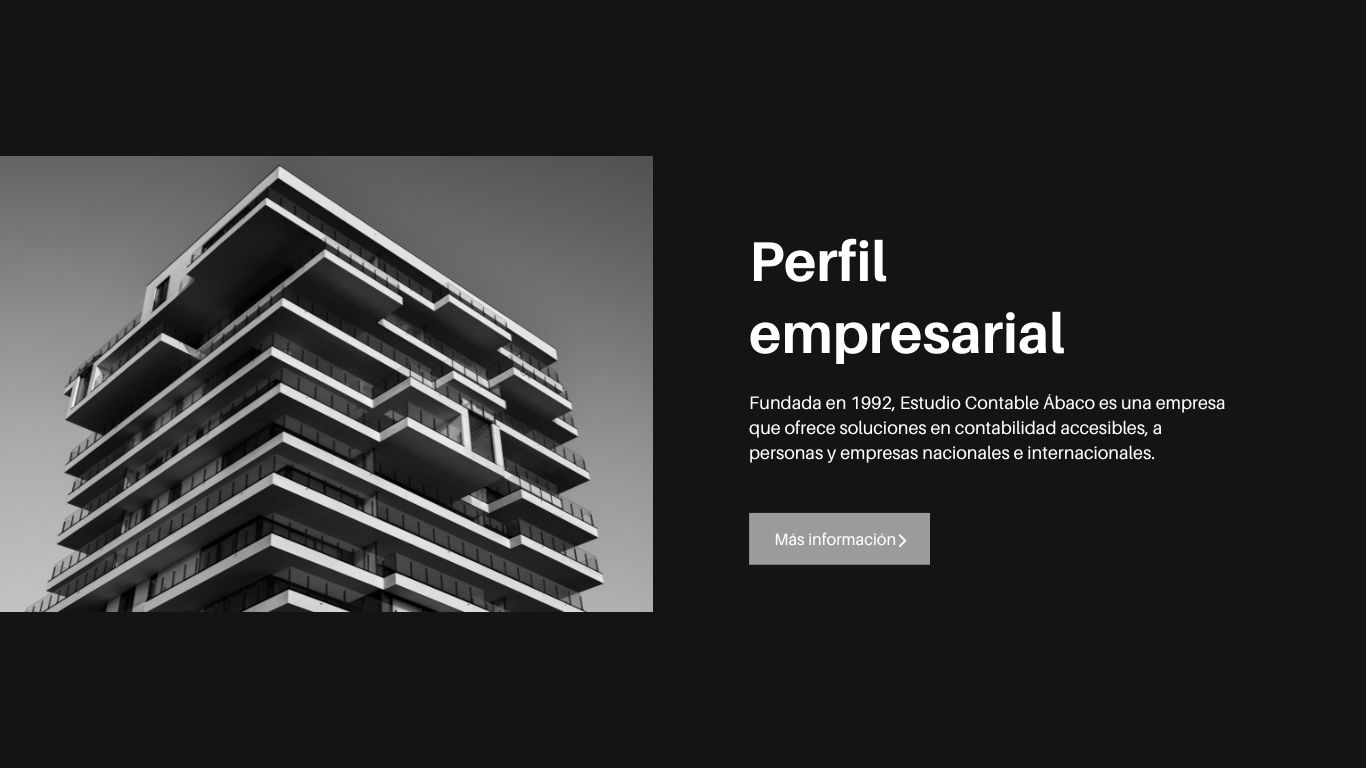 Perfil
empresarial
Fundada en 1992, Estudio Contable Ábaco es una empresa
que ofrece soluciones en contabilidad accesibles, a
personas y empresas nacionales e internacionales.
Más información